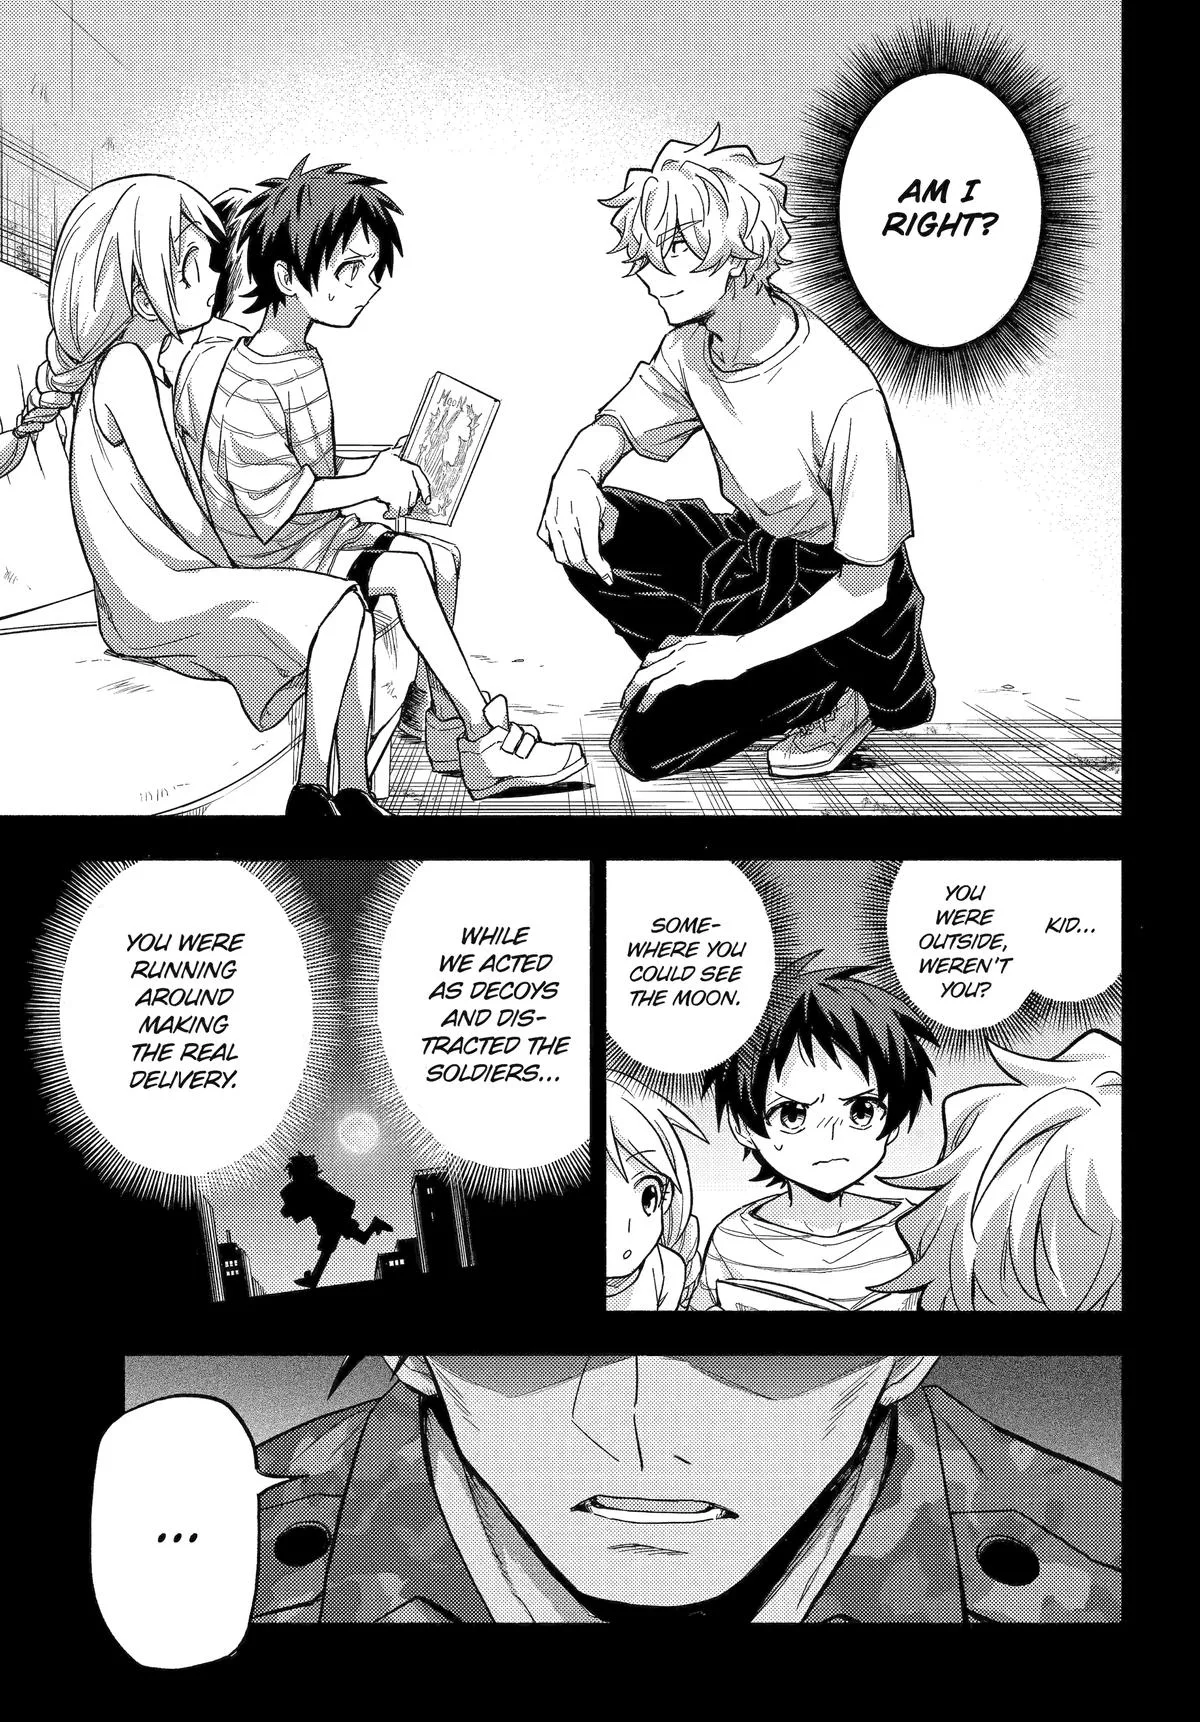 AM I
RIGHT?
MOON
KID...
YOU
WERE
OUTSIDE,
WEREN'T
YOU?
SOME-
WHERE YOU
COULD SEE
THE MOON.
WHILE
WE ACTED
AS DECOYS
AND DIS-
TRACTED THE
SOLDIERS...
YOU WERE
RUNNING
AROUND
MAKING
THE REAL
DELIVERY.
...